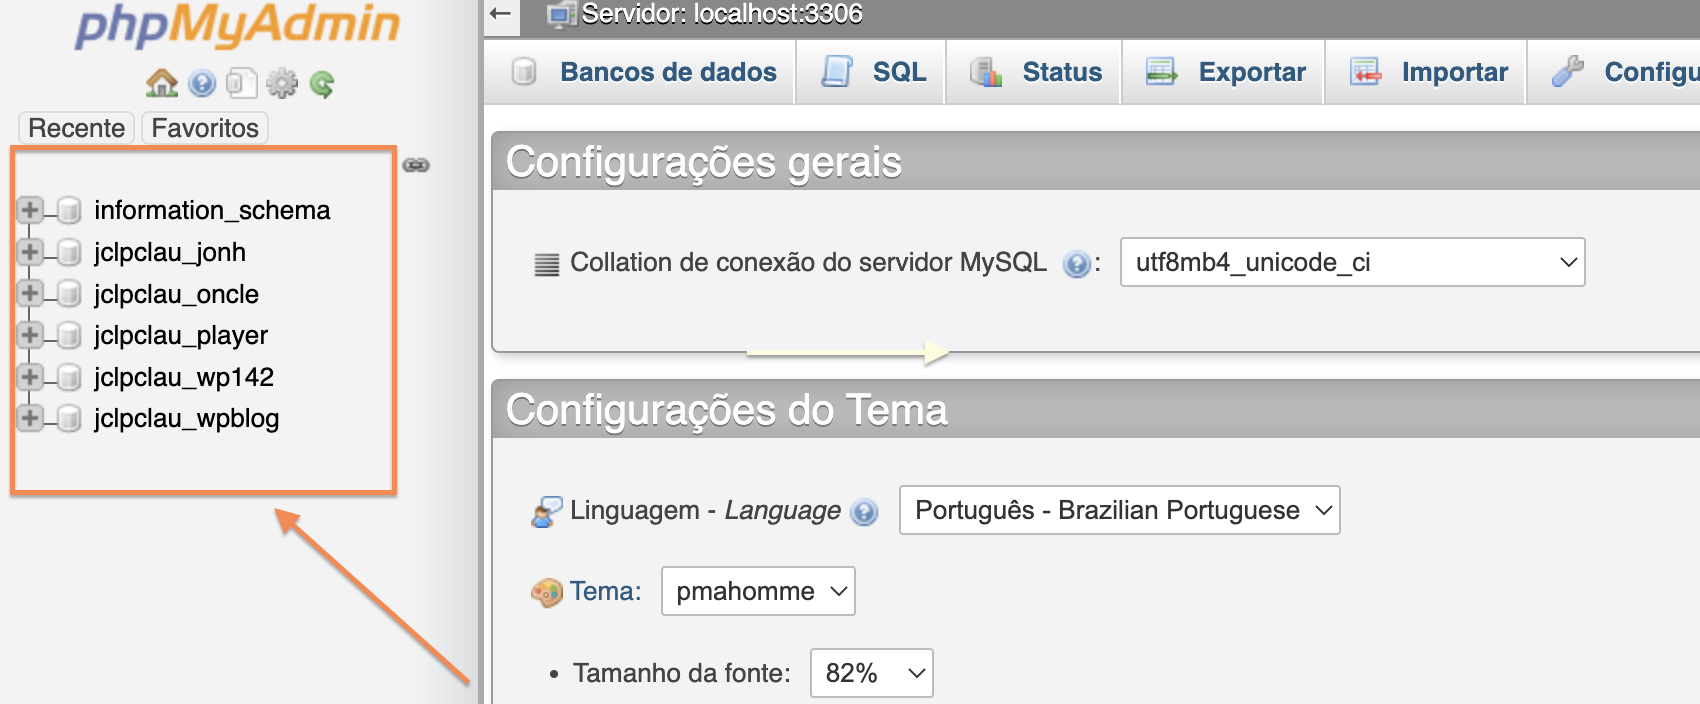 phpMyAdmin
Recente Favoritos
information_schema
jclpclau_jonh
jclpclau_oncle
jclpclau_player
jclpclau_wp142
jclpclau_wpblog
Servidor: localhost:3306
Bancos de dados SQL Status Exportar Importar Configu
Configurações gerais
Collation de conexão do servidor MySQL : utf8mb4_unicode_ci
Configurações do Tema
Linguagem - Language Português - Brazilian Portuguese
Tema: pmahomme
• Tamanho da fonte: 82%